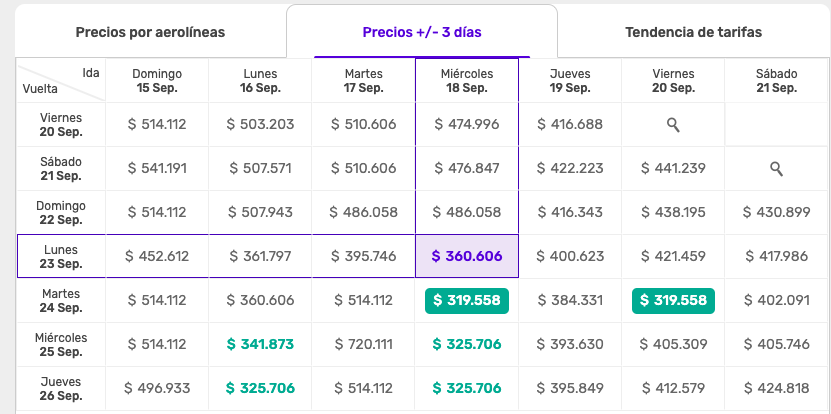 Precios por aerolíneas Precios +/- 3 días Tendencia de tarifas
Ida Domingo Lunes Martes Miércoles Jueves Viernes Sábado
Vuelta 15 Sep. 16 Sep. 17 Sep. 18 Sep. 19 Sep. 20 Sep. 21 Sep.
Viernes
20 Sep. $ 514.112 $ 503.203 $ 510.606 $ 474.996 $ 416.688
Sábado
21 Sep. $ 541.191 $ 507.571 $ 510.606 $ 476.847 $ 422.223 $ 441.239
Domingo
22 Sep. $ 514.112 $ 507.943 $ 486.058 $ 486.058 $ 416.343 $ 438.195 $ 430.899
Lunes
23 Sep. $ 452.612 $ 361.797 $ 395.746 $ 360.606 $ 400.623 $ 421.459 $ 417.986
Martes
24 Sep. $ 514.112 $ 360.606 $ 514.112 $ 319.558 $ 384.331 $ 319.558 $ 402.091
Miércoles
25 Sep. $ 514.112 $ 341.873 $ 720.111 $ 325.706 $ 393.630 $ 405.309 $ 405.746
Jueves
26 Sep. $ 496.933 $ 325.706 $ 514.112 $ 325.706 $ 395.849 $ 412.579 $ 424.818